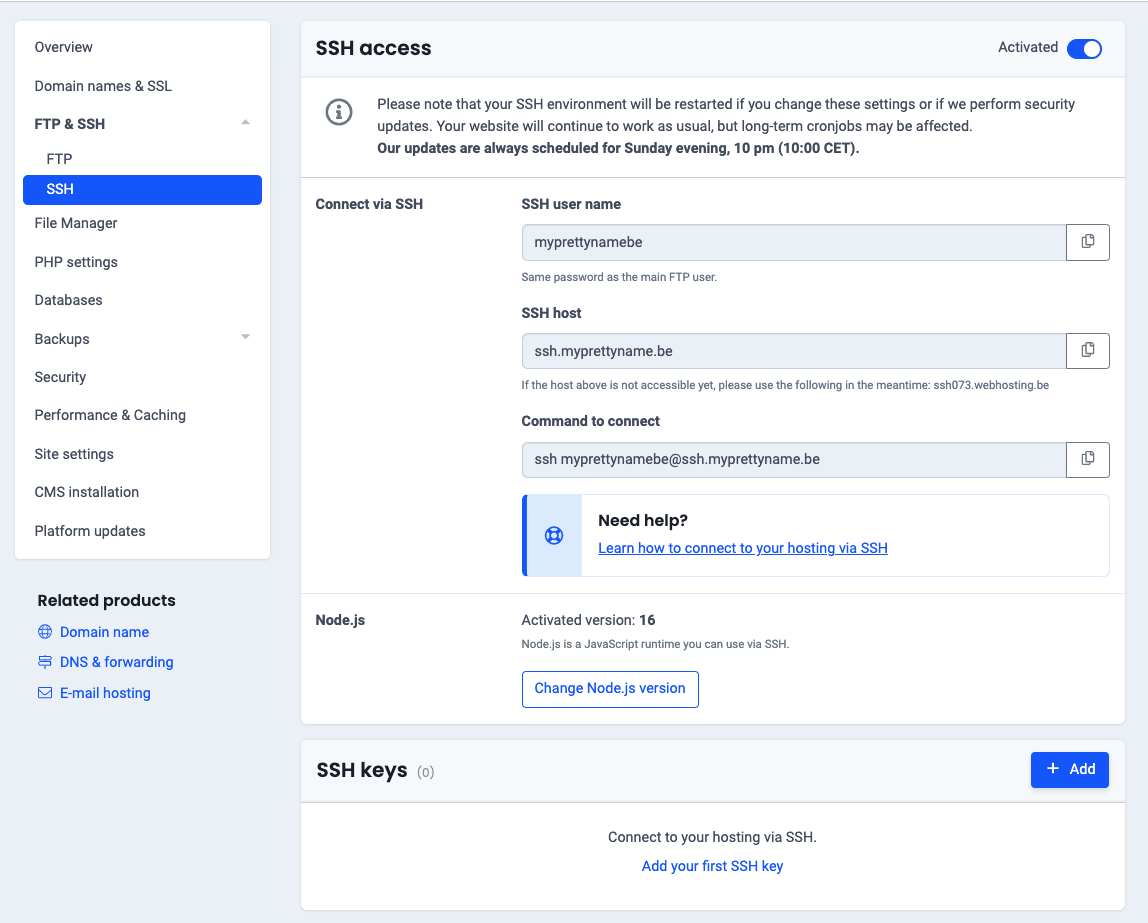 Overview
Domain names & SSL
FTP & SSH
FTP
SSH
File Manager
PHP settings
Databases
Backups
Security
Performance & Caching
Site settings
CMS installation
Platform updates
Related products
Domain name
DNS & forwarding
E-mail hosting
SSH access
Activated
Please note that your SSH environment will be restarted if you change these settings or if we perform security
updates. Your website will continue to work as usual, but long-term cronjobs may be affected.
Our updates are always scheduled for Sunday evening, 10 pm (10:00 CET).
Connect via SSH
SSH user name
myprettynamebe
Same password as the main FTP user.
SSH host
ssh.myprettyname.be
If the host above is not accessible yet, please use the following in the meantime: ssh073.webhosting.be
Command to connect
ssh myprettynamebe@ssh.myprettyname.be
Need help?
Learn how to connect to your hosting via SSH
Node.js
Activated version: 16
Node.js is a JavaScript runtime you can use via SSH.
Change Node.js version
SSH keys (0)
+ Add
Connect to your hosting via SSH.
Add your first SSH key